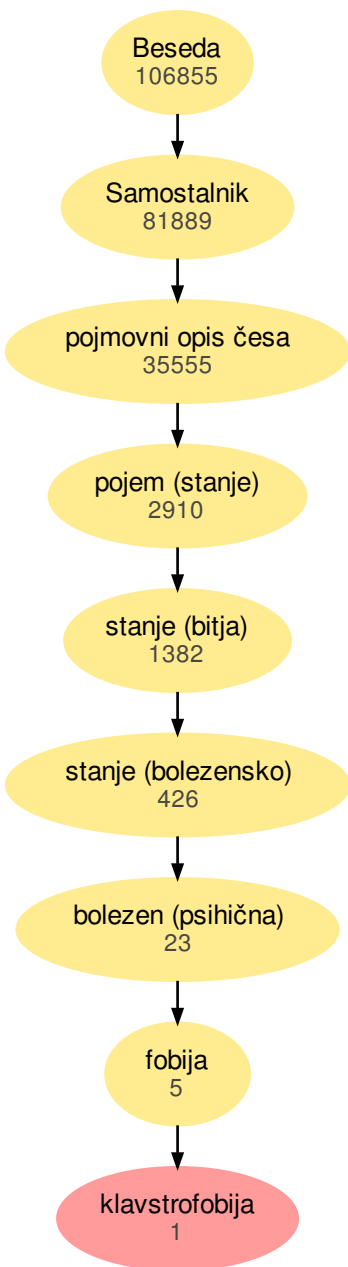 Beseda
106855
Samostalnik
81889
pojmovni opis česa
35555
pojem (stanje)
2910
stanje (bitja)
1382
stanje (bolezensko)
426
bolezen (psihična)
23
fobija
5
klavstrofobija
1